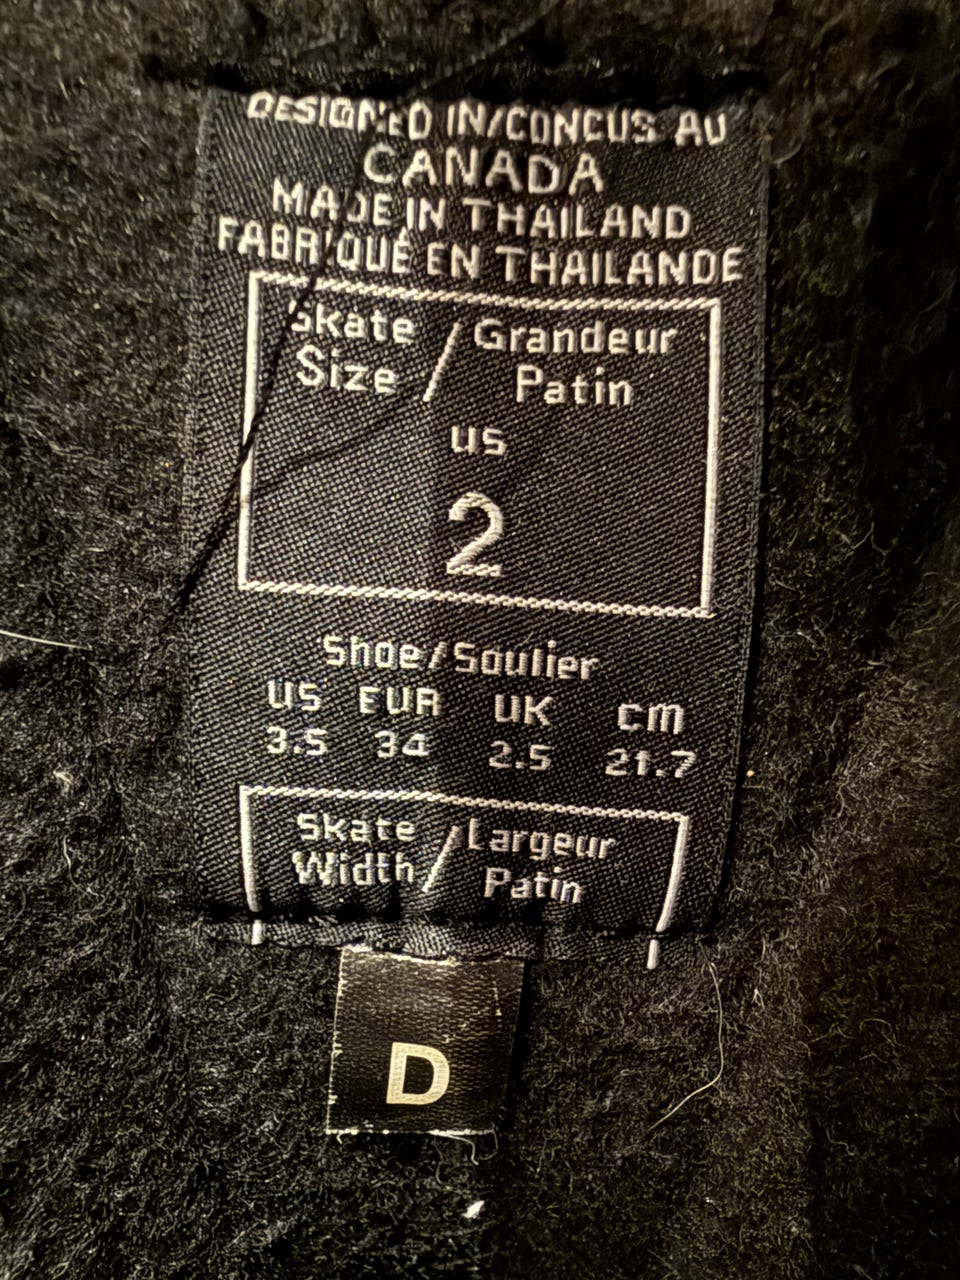 DESIGNED IN/CONCUS AU
CANADA
MADE IN THAILAND
FABRIQUÉ EN THAILANDE
Skate Size / Grandeur Patin
US
2
Shoe/Soulier
US EUR UK cm
3.5 34 2.5 21.7
Skate Width / Largeur Patin
D